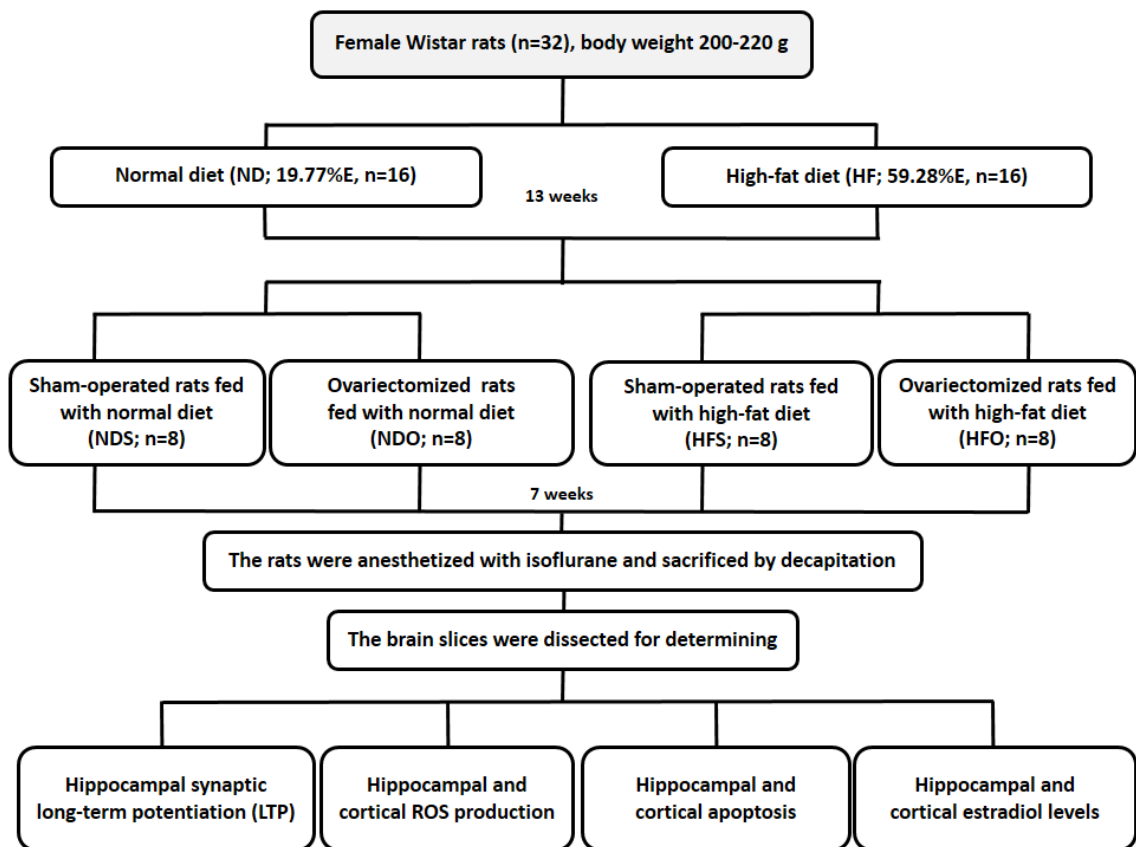 Female Wistar rats (n=32), body weight 200-220 g
Normal diet (ND; 19.77%E, n=16)
High-fat diet (HF; 59.28%E, n=16)
13 weeks
Sham-operated rats fed
with normal diet
(NDS; n=8)
Ovariectomized rats
fed with normal diet
(NDO; n=8)
Sham-operated rats
fed with high-fat diet
(HFS; n=8)
Ovariectomized rats fed
with high-fat diet
(HFO; n=8)
7 weeks
The rats were anesthetized with isoflurane and sacrificed by decapitation
The brain slices were dissected for determining
Hippocampal synaptic
long-term potentiation (LTP)
Hippocampal and
cortical ROS production
Hippocampal and
cortical apoptosis
Hippocampal and
cortical estradiol levels